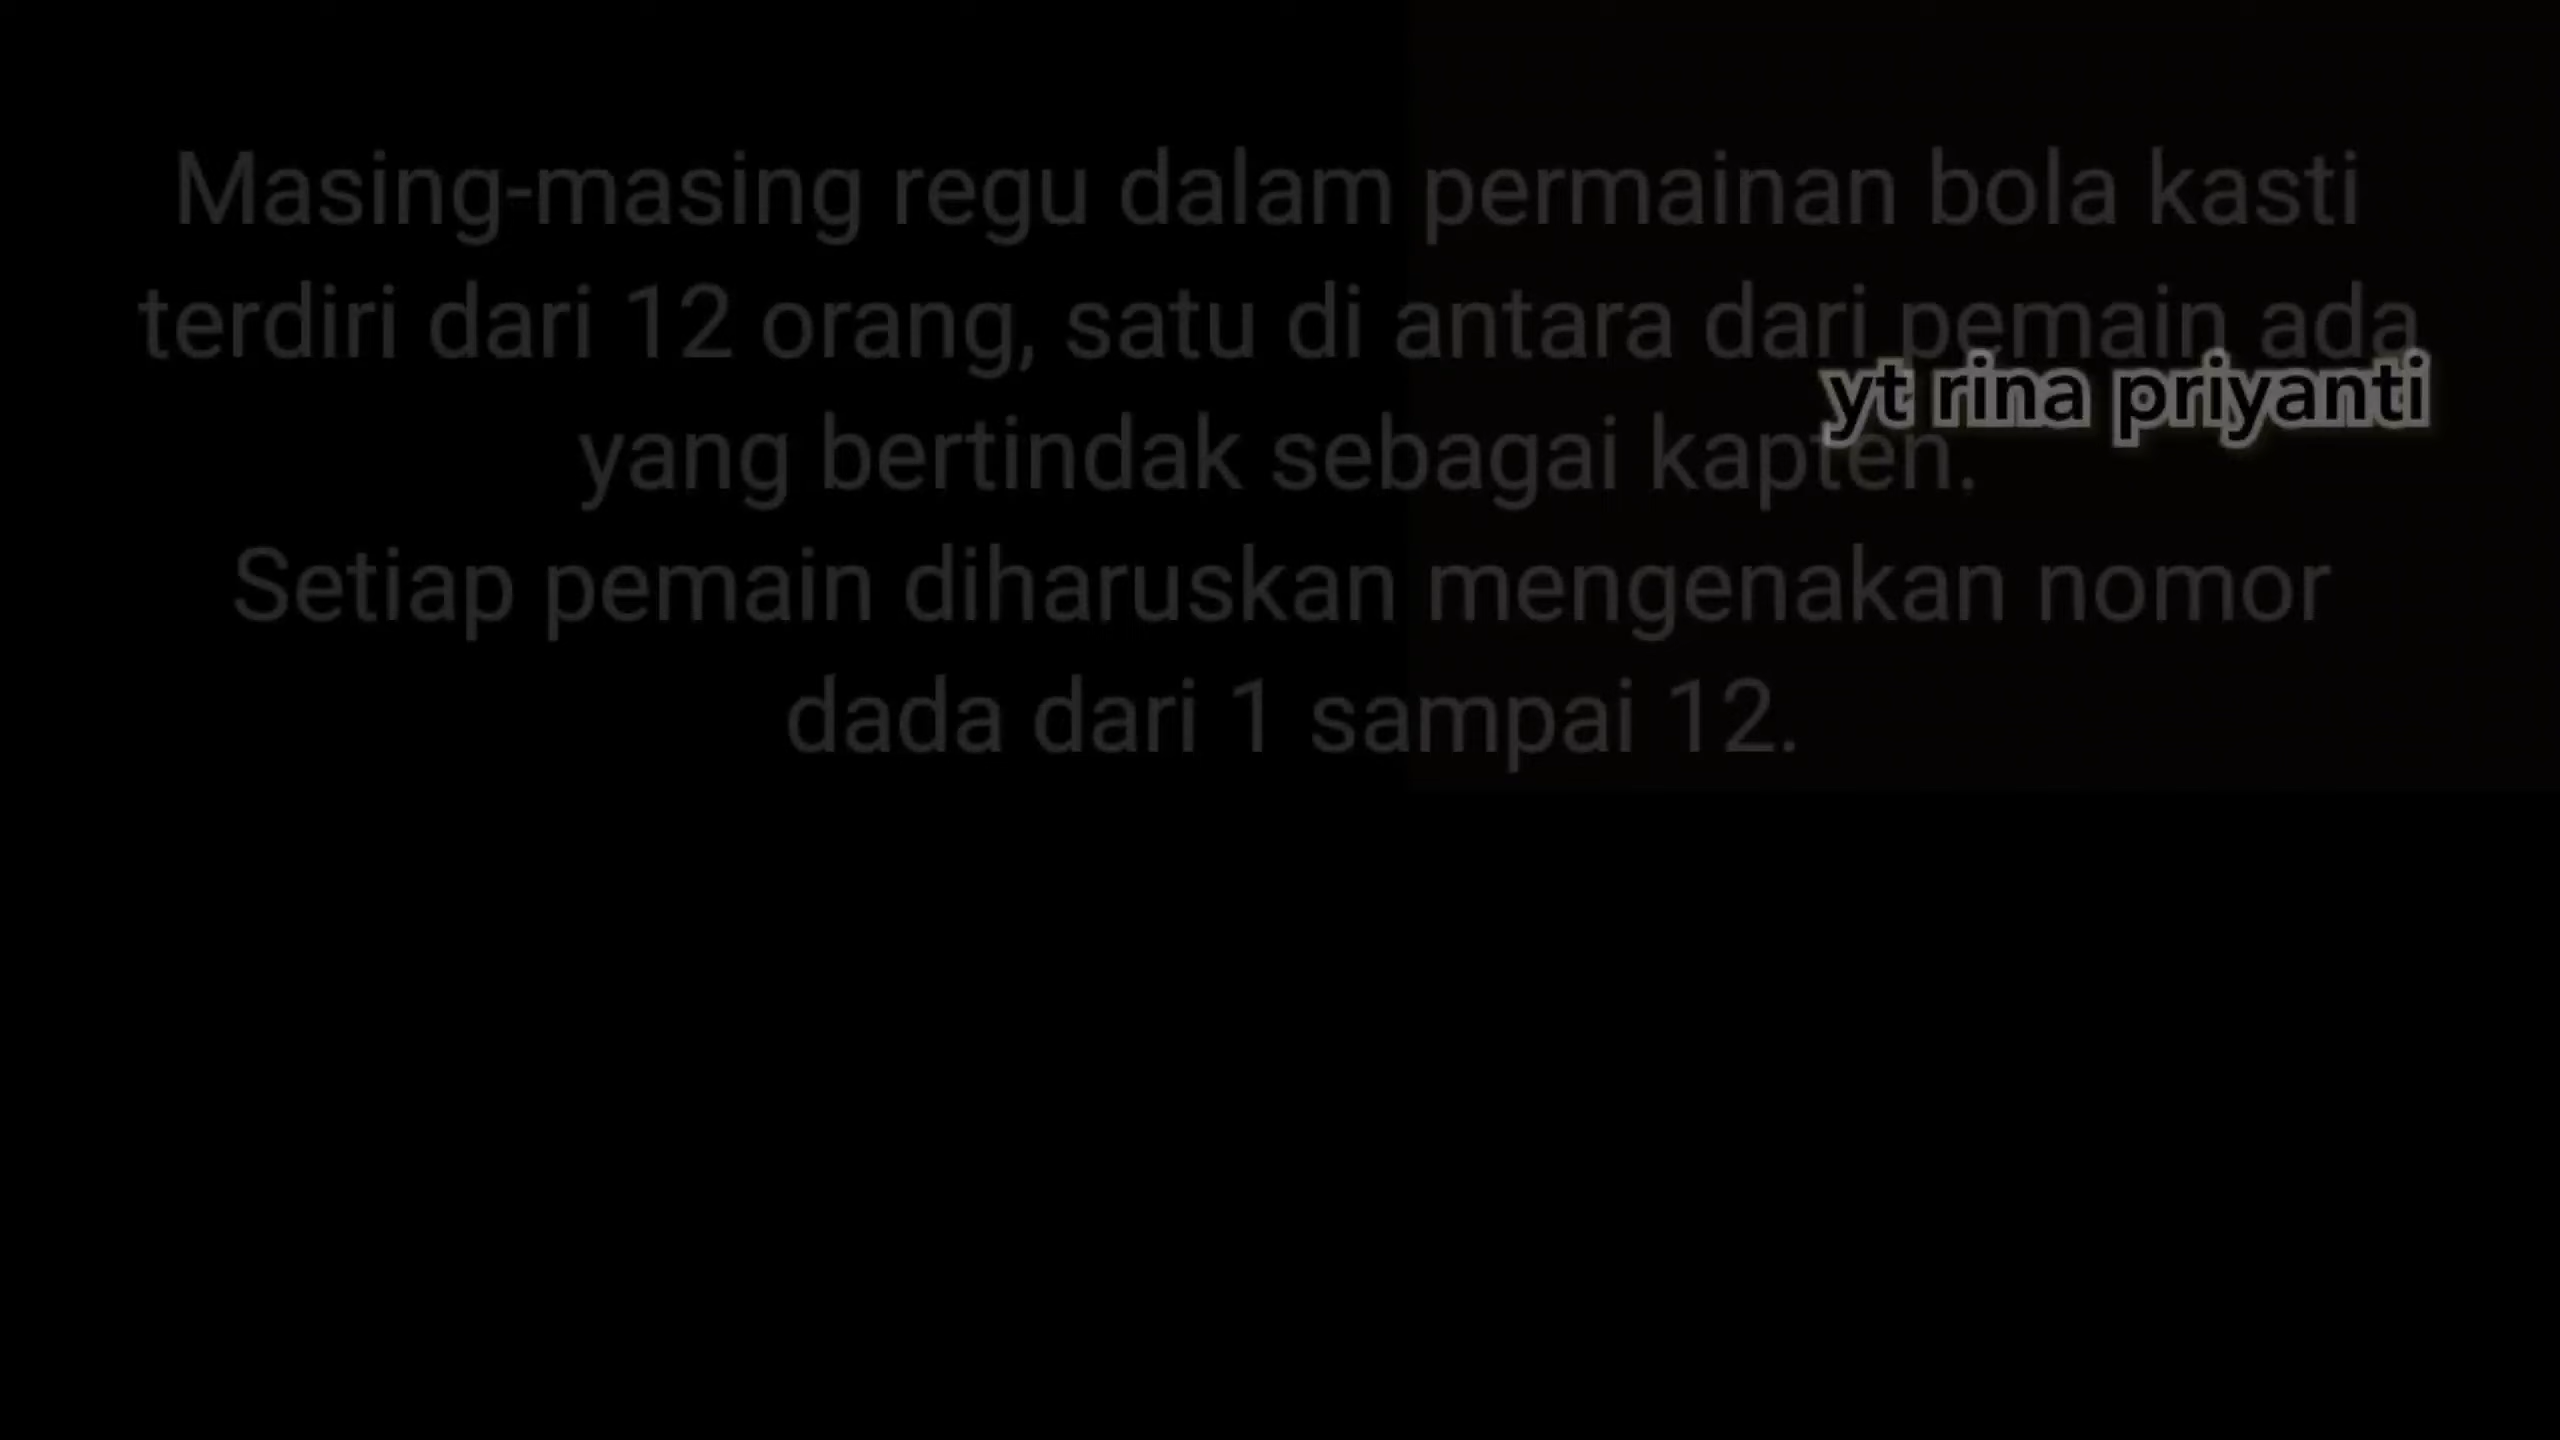 Masing-masing regu dalam permainan bola kasti
terdiri dari 12 orang, satu di antara dari pemain ada
yt rina priyanti
yang bertindak sebagai kapten.
Setiap pemain diharuskan mengenakan nomor
dada dari 1 sampai 12.